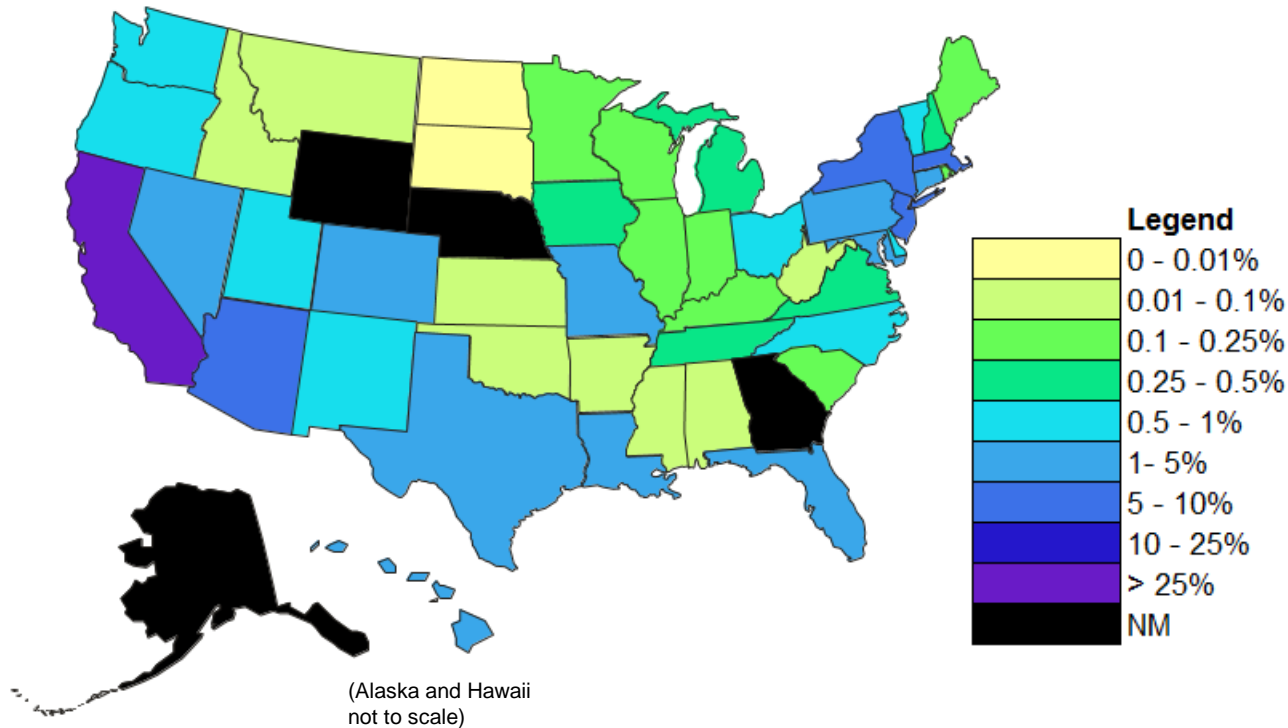 Legend
0 - 0.01%
0.01 - 0.1%
0.1 - 0.25%
0.25 - 0.5%
0.5 - 1%
1- 5%
5 - 10%
10 - 25%
> 25%
NM
(Alaska and Hawaii
not to scale)